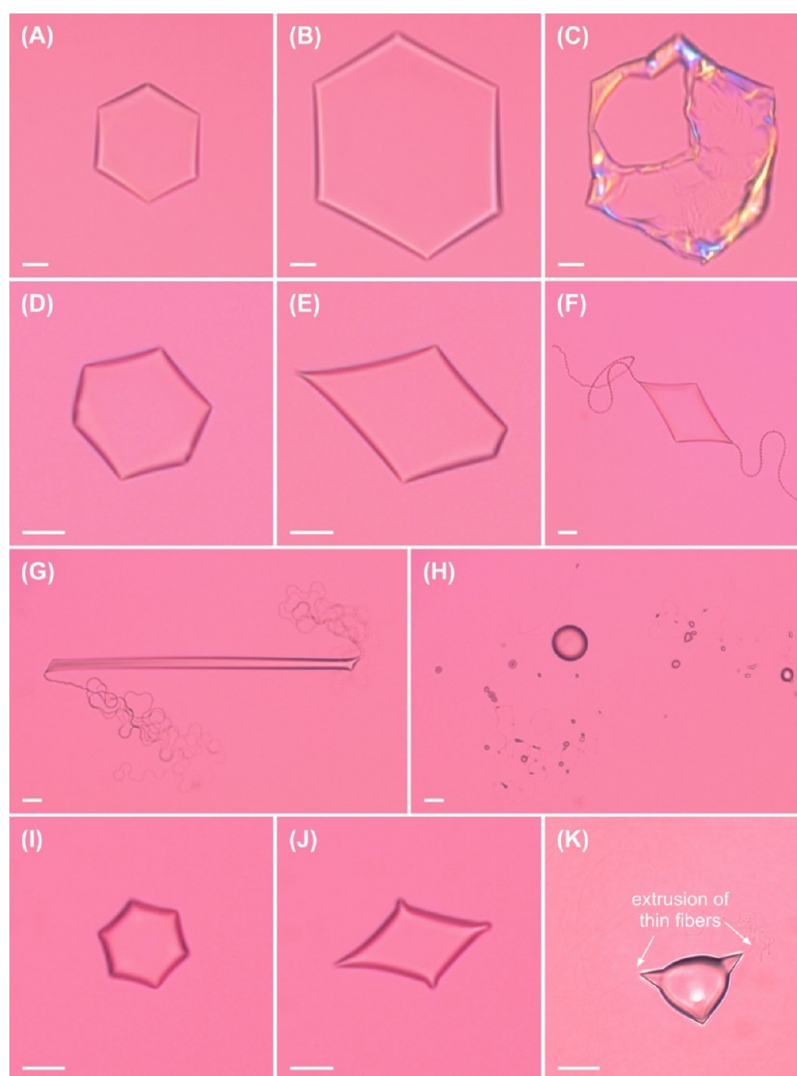 (A)
(B)
(C)
(D)
(E)
(F)
(G)
(H)
(I)
(J)
(K)
extrusion of
thin fibers